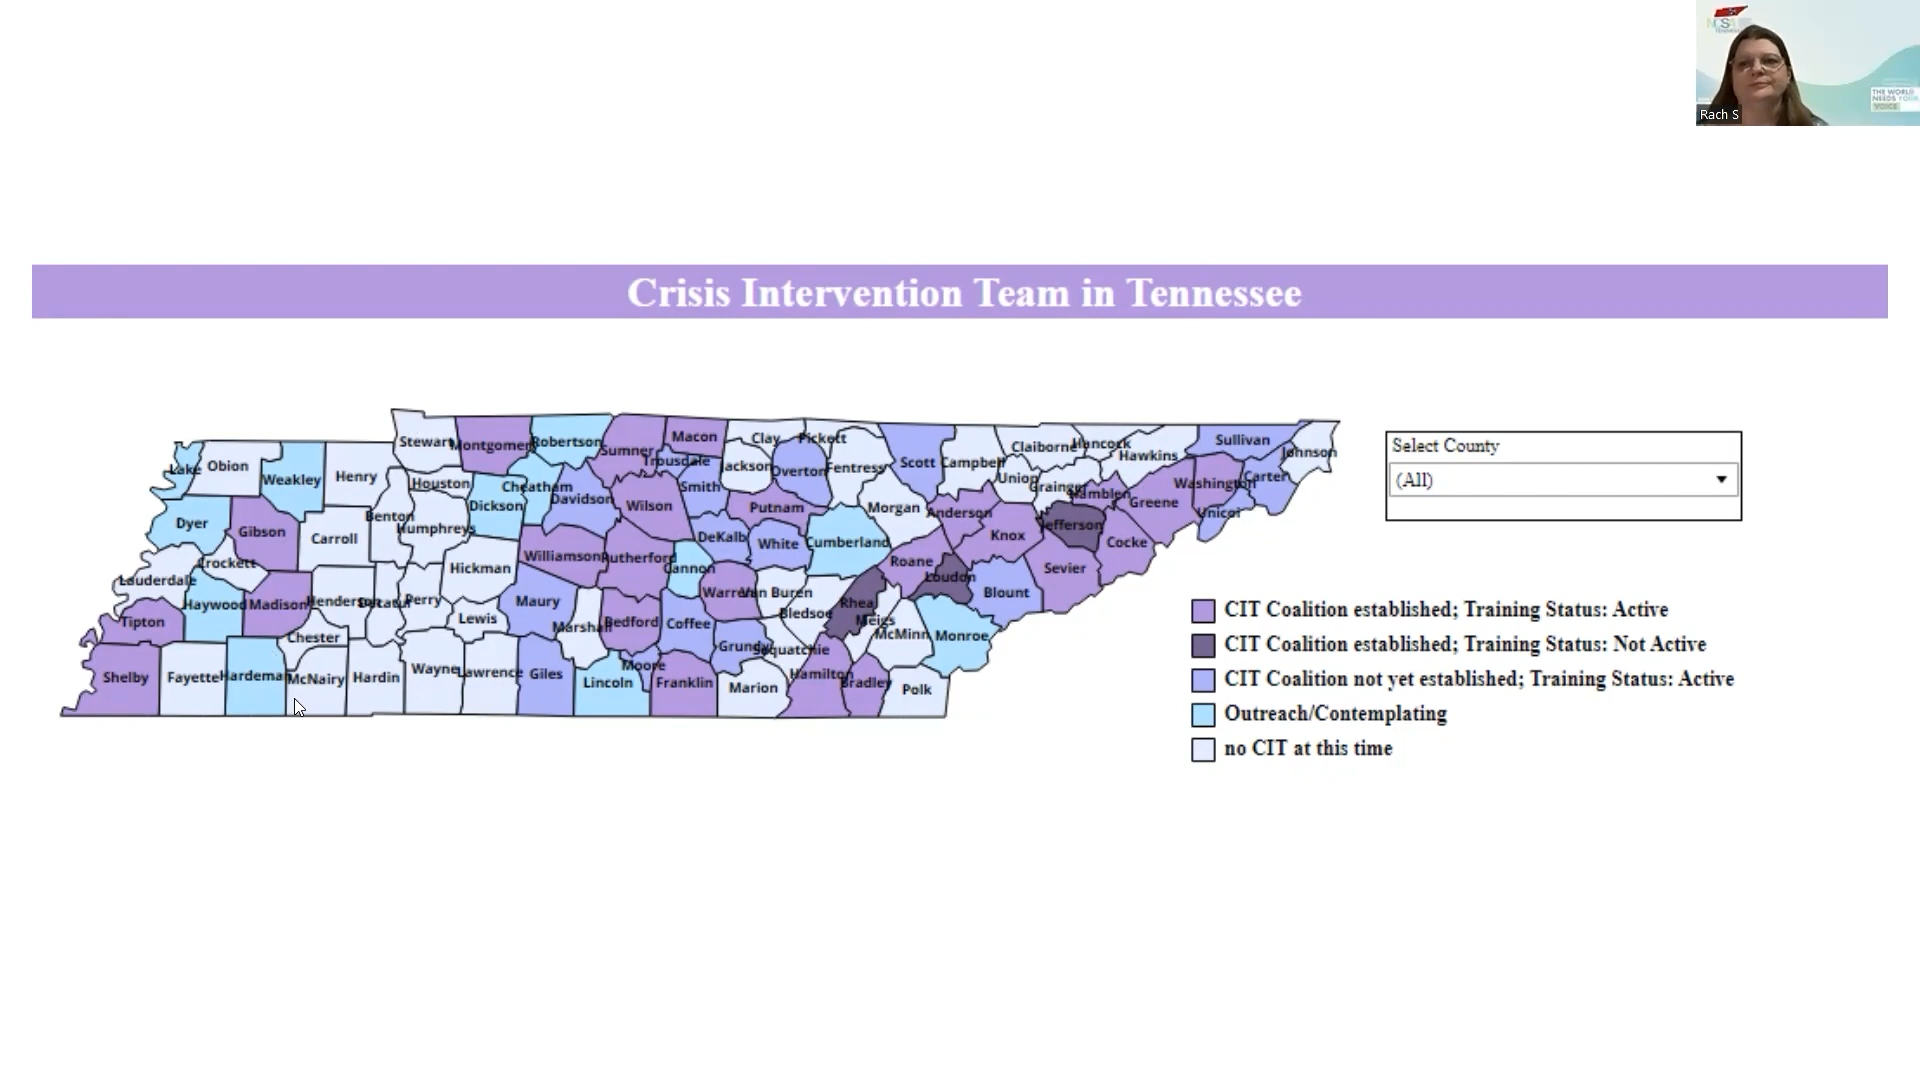 THE WORLD
NEEDS YOUR
VOICE
Rach S
Crisis Intervention Team in Tennessee
Select County
(All)
Stewart
Montgomery
Robertson
Sumner
Macon
Trousdale
Clay
Pickett
Jackson
Overton
Fentress
Scott
Campbell
Claiborne
Hancock
Hawkins
Sullivan
Johnson
Lake
Obion
Weakley
Henry
Houston
Cheatham
Dickson
Davidson
Wilson
Smith
Putnam
Morgan
Anderson
Union
Grainger
Hamblen
Greene
Washington
Carter
Unicoi
Dyer
Gibson
Carroll
Benton
Humphreys
Hickman
Williamson
Rutherford
Cannon
DeKalb
White
Cumberland
Roane
Knox
Jefferson
Cocke
Sevier
Loudon
Blount
Lauderdale
Crockett
Haywood
Madison
Henderson
Decatur
Perry
Lewis
Maury
Marshall
Bedford
Coffee
Warren
Van Buren
Bledsoe
Rhea
Meigs
McMinn
Monroe
Tipton
Chester
Grundy
Sequatchie
Shelby
Fayette
Hardeman
McNairy
Hardin
Wayne
Lawrence
Giles
Lincoln
Moore
Franklin
Marion
Hamilton
Bradley
Polk
CIT Coalition established; Training Status: Active
CIT Coalition established; Training Status: Not Active
CIT Coalition not yet established; Training Status: Active
Outreach/Contemplating
no CIT at this time